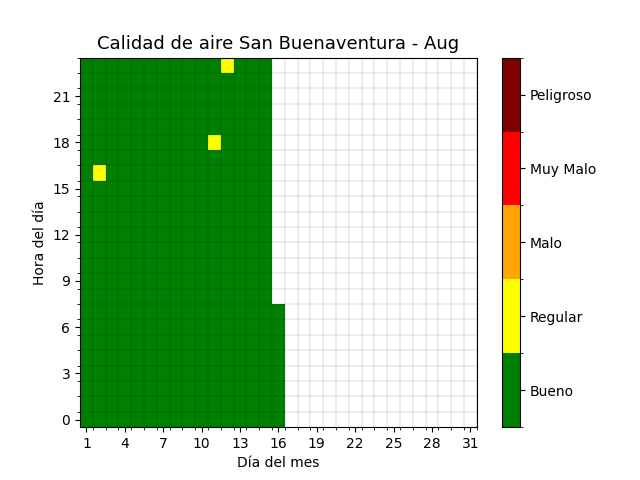 Calidad de aire San Buenaventura - Aug
Hora del día
21
18
15
12
9
6
3
0
1 4 7 10 13 16 19 22 25 28 31
Día del mes
Peligroso
Muy Malo
Malo
Regular
Bueno